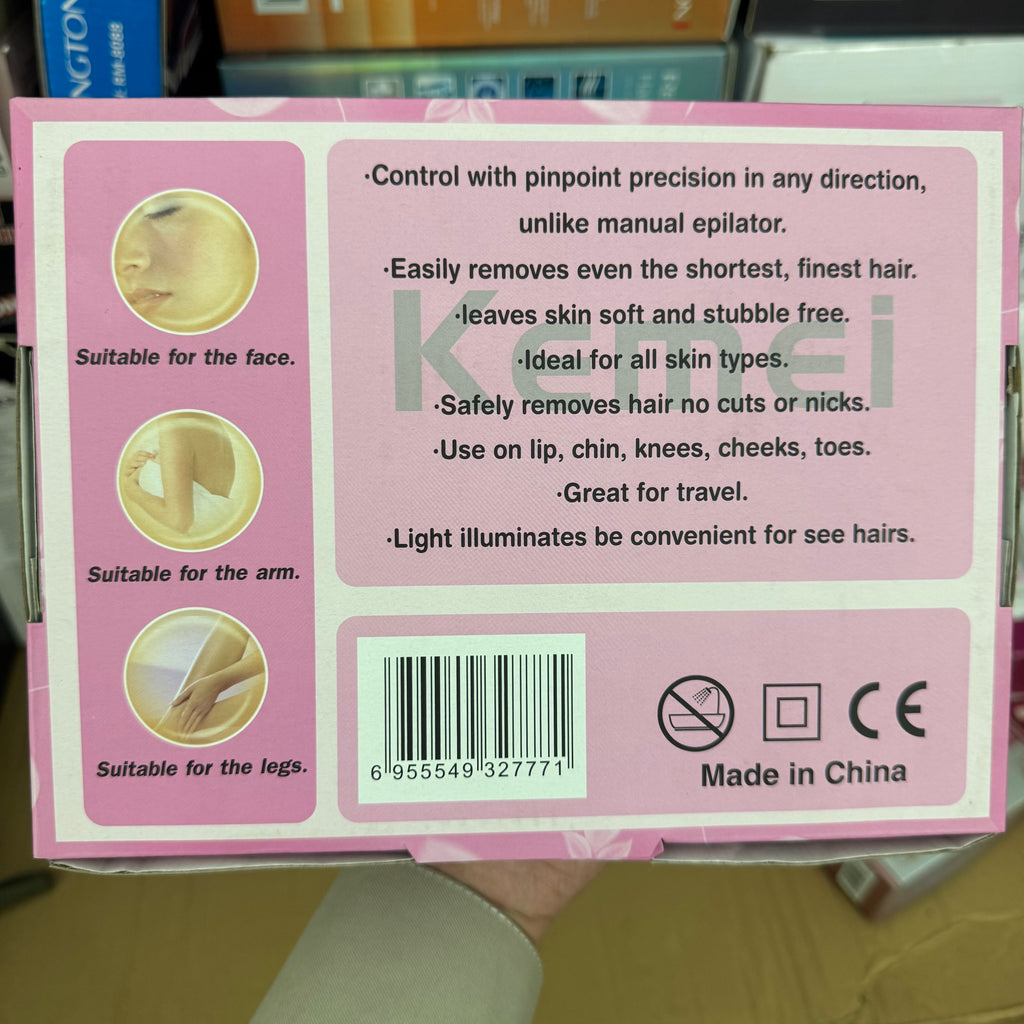 NGTON
RM-8088
·Control with pinpoint precision in any direction,
unlike manual epilator.
·Easily removes even the shortest, finest hair.
·leaves skin soft and stubble free.
·Ideal for all skin types.
·Safely removes hair no cuts or nicks.
·Use on lip, chin, knees, cheeks, toes.
·Great for travel.
·Light illuminates be convenient for see hairs.
Kemei
Suitable for the face.
Suitable for the arm.
Suitable for the legs.
6 955549 327771
CE
Made in China